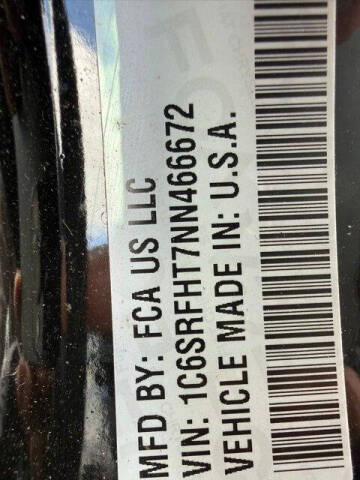 MFD BY: FCA US LLC
VIN: 1C6SRFHT7NN466672
VEHICLE MADE IN: U.S.A.